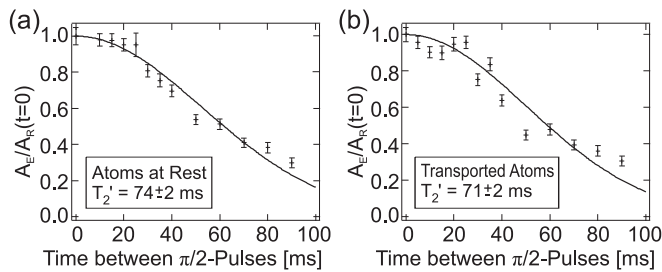 (a)
A_E/A_R(t=0)
1.0
0.8
0.6
0.4
0.2
0.0
Atoms at Rest
T₂' = 74±2 ms
0 20 40 60 80 100
Time between π/2-Pulses [ms]
(b)
A_E/A_R(t=0)
1.0
0.8
0.6
0.4
0.2
0.0
Transported Atoms
T₂' = 71±2 ms
0 20 40 60 80 100
Time between π/2-Pulses [ms]